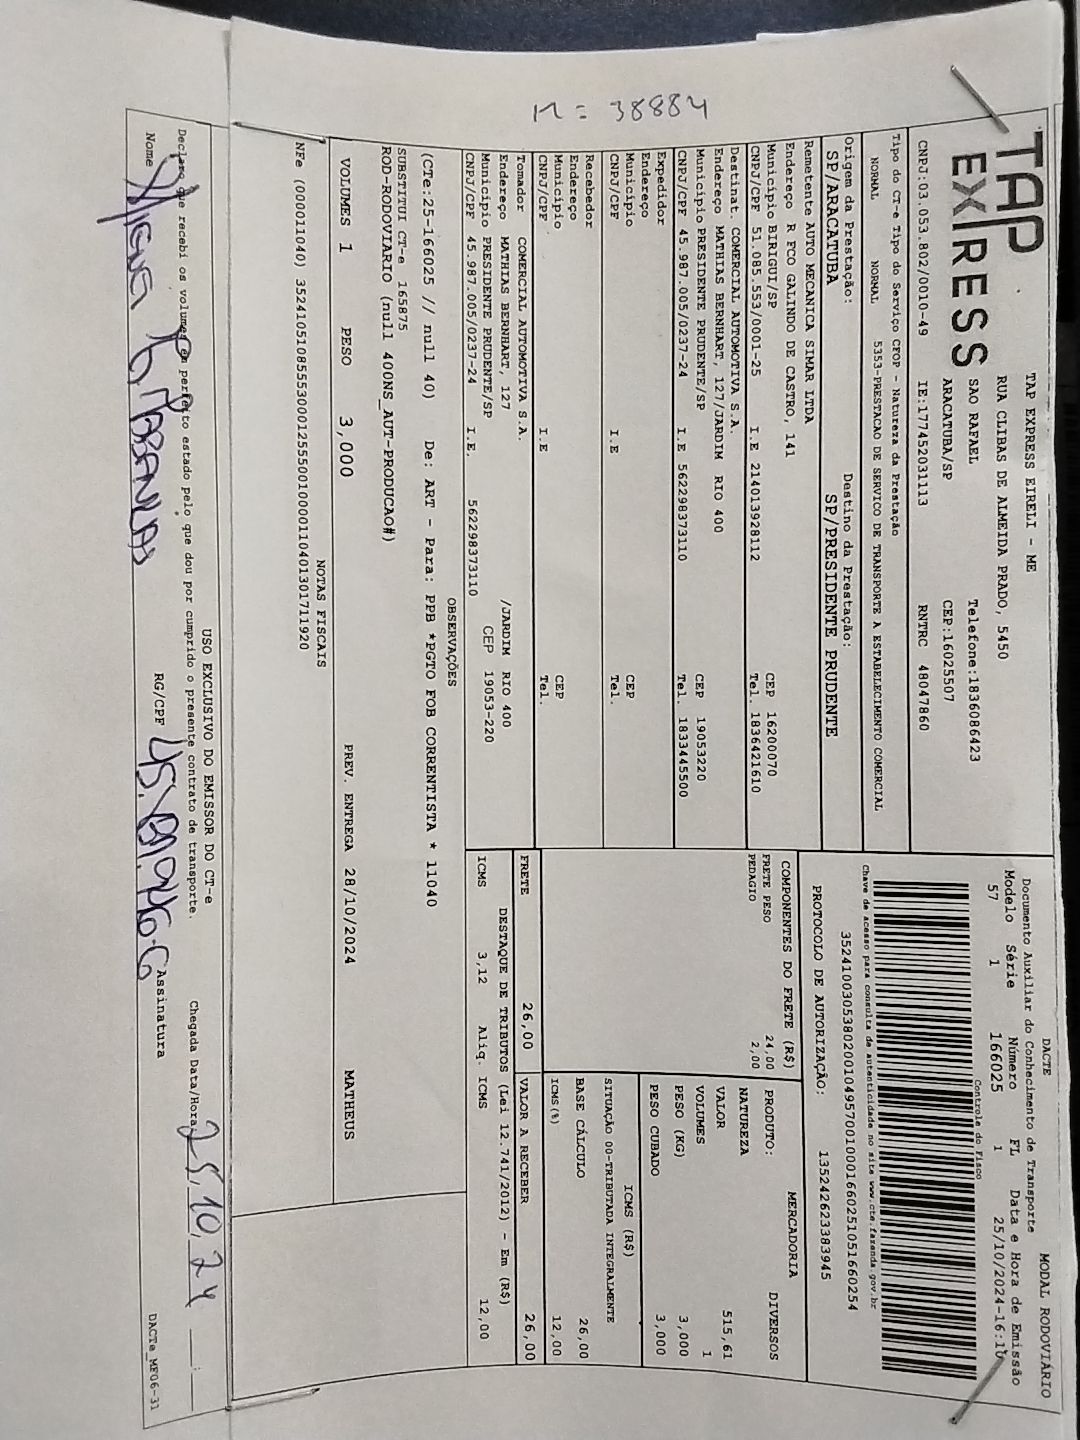 n = 38884
TAP EXPRESS
TAP EXPRESS EIRELI - ME
RUA CLIBAS DE ALMEIDA PRADO, 5450
SAO RAFAEL Telefone:1836086423
ARACATUBA/SP CEP:16025507
CNPJ:03.053.802/0010-49 IE:177452031113 RNTRC 48047860
DACTE MODAL RODOVIÁRIO
Documento Auxiliar do Conhecimento de Transporte
Modelo Série Número FL Data e Hora de Emissão
57 1 166025 1 25/10/2024-16:10
Controle do Fisco
Chave de acesso para consulta de autenticidade no site www.cte.fazenda.gov.br
35241003053802001049570010001660251051660254
PROTOCOLO DE AUTORIZAÇÃO: 135242623383945
Tipo do CT-e Tipo do Serviço CFOP - Natureza da Prestação
NORMAL NORMAL 5353-PRESTACAO DE SERVICO DE TRANSPORTE A ESTABELECIMENTO COMERCIAL
Origem da Prestação: Destino da Prestação:
SP/ARACATUBA SP/PRESIDENTE PRUDENTE
Remetente AUTO MECANICA SIMAR LTDA
Endereço R FCO GALINDO DE CASTRO, 141
Município BIRIGUI/SP CEP 16200070
CNPJ/CPF 51.085.553/0001-25 I.E 214013928112 Tel. 1836421610
Destinat. COMERCIAL AUTOMOTIVA S.A.
Endereço MATHIAS BERNHART, 127/JARDIM RIO 400
Município PRESIDENTE PRUDENTE/SP CEP 19053220
CNPJ/CPF 45.987.005/0237-24 I.E 562298373110 Tel. 1833445500
Expedidor
Endereço
Município CEP
CNPJ/CPF I.E Tel.
Recebedor
Endereço
Município CEP
CNPJ/CPF I.E Tel.
Tomador COMERCIAL AUTOMOTIVA S.A.
Endereço MATHIAS BERNHART, 127 /JARDIM RIO 400
Município PRESIDENTE PRUDENTE/SP CEP 19053-220
CNPJ/CPF 45.987.005/0237-24 I.E. 562298373110
COMPONENTES DO FRETE (R$)
FRETE PESO 24,00
PEDAGIO 2,00
PRODUTO: MERCADORIA
NATUREZA DIVERSOS
VALOR 515,61
VOLUMES 1
PESO (KG) 3,000
PESO CUBADO 3,000
ICMS (R$)
SITUAÇÃO 00-TRIBUTADA INTEGRALMENTE
BASE CÁLCULO 26,00
ICMS(%) 12,00
FRETE 26,00 VALOR A RECEBER 26,00
DESTAQUE DE TRIBUTOS (Lei 12.741/2012) - Em (R$)
ICMS 3,12 Aliq. ICMS 12,00
OBSERVAÇÕES
(CTe:25-166025 // null 40) De: ART - Para: PPB *PGTO FOB CORRENTISTA * 11040
SUBSTITUI CT-e 165875
ROD-RODOVIARIO (null 400NS_AUT-PRODUCAO#)
VOLUMES 1 PESO 3,000 PREV. ENTREGA 28/10/2024 MATHEUS
NOTAS FISCAIS
NFe (000011040) 35241051085553000125550010000110401301711920
USO EXCLUSIVO DO EMISSOR DO CT-e
Declaro que recebi os volumes em perfeito estado pelo que dou por cumprido o presente contrato de transporte.
Chegada Data/Hora 25,10,24 __:__
Nome RG/CPF Assinatura
DACTe_MF06-31